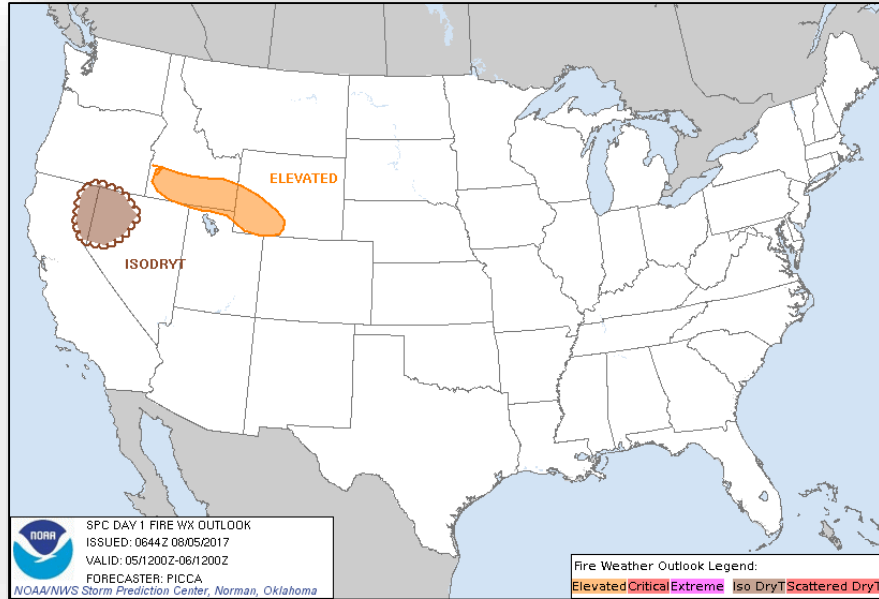 ELEVATED
ISODRYT
NOAA
SPC DAY 1 FIRE WX OUTLOOK
ISSUED: 0644Z 08/05/2017
VALID: 05/1200Z-06/1200Z
FORECASTER: PICCA
NOAA/NWS Storm Prediction Center, Norman, Oklahoma
Fire Weather Outlook Legend:
Elevated Critical Extreme Iso DryT Scattered DryT